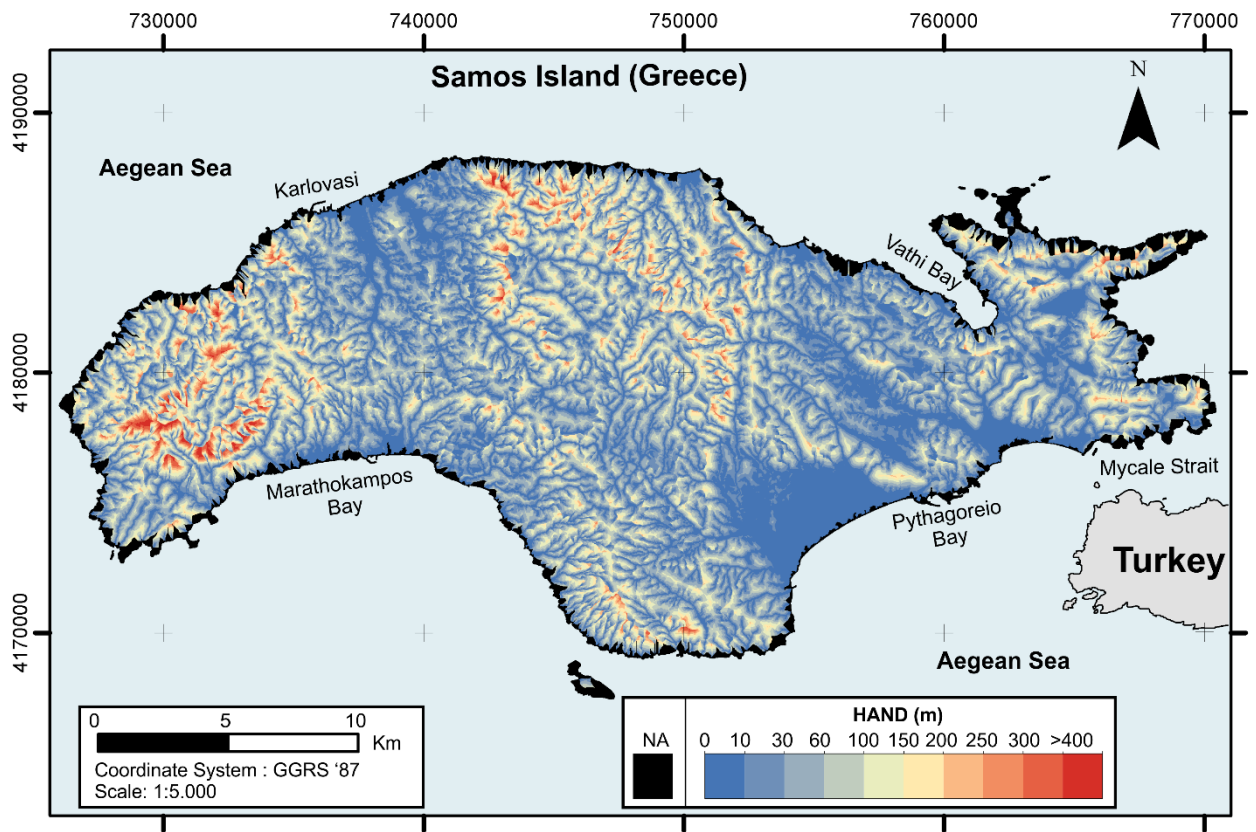 730000 740000 750000 760000 770000
Samos Island (Greece)
N
4190000
Aegean Sea
Karlovasi
Vathi Bay
4180000
Mycale Strait
Marathokampos
Bay
Pythagoreio
Bay
Turkey
4170000
Aegean Sea
0 5 10
Km
Coordinate System : GGRS ‘87
Scale: 1:5.000
HAND (m)
NA
0 10 30 60 100 150 200 250 300 >400